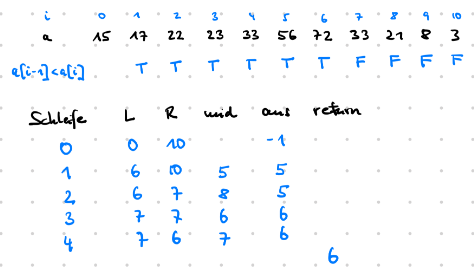 i 0 1 2 3 4 5 6 7 8 9 10
a 15 17 22 23 33 56 72 33 21 8 3
a[i-1]<a[i] T T T T T T F F F F
Schleife L R mid ans return
0 0 10 -1
1 6 10 5 5
2 6 7 8 5
3 7 7 6 6
4 7 6 7 6
6